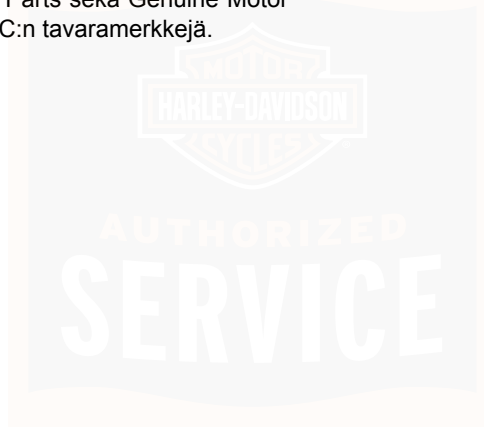 Parts sekä Genuine Motor
C:n tavaramerkkejä.
MOTOR
HARLEY-DAVIDSON
CYCLES
AUTHORIZED
SERVICE